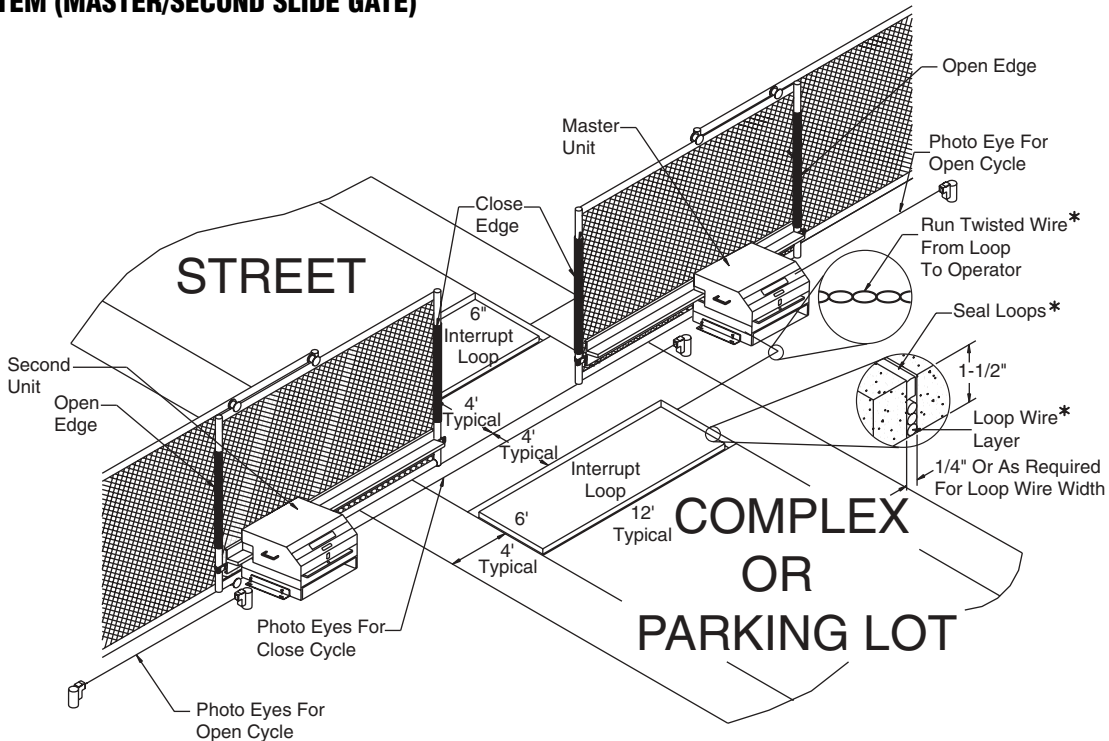 TEM (MASTER/SECOND SLIDE GATE)
Open Edge
Master
Unit
Photo Eye For
Open Cycle
Close
Edge
Run Twisted Wire*
From Loop
To Operator
STREET
6"
Interrupt
Loop
Seal Loops*
Second
Unit
1-1/2"
Open
Edge
4'
Typical
Loop Wire*
Layer
4'
Typical
Interrupt
Loop
1/4" Or As Required
For Loop Wire Width
6'
12'
Typical
4'
Typical
COMPLEX
OR
PARKING LOT
Photo Eyes For
Close Cycle
Photo Eyes For
Open Cycle